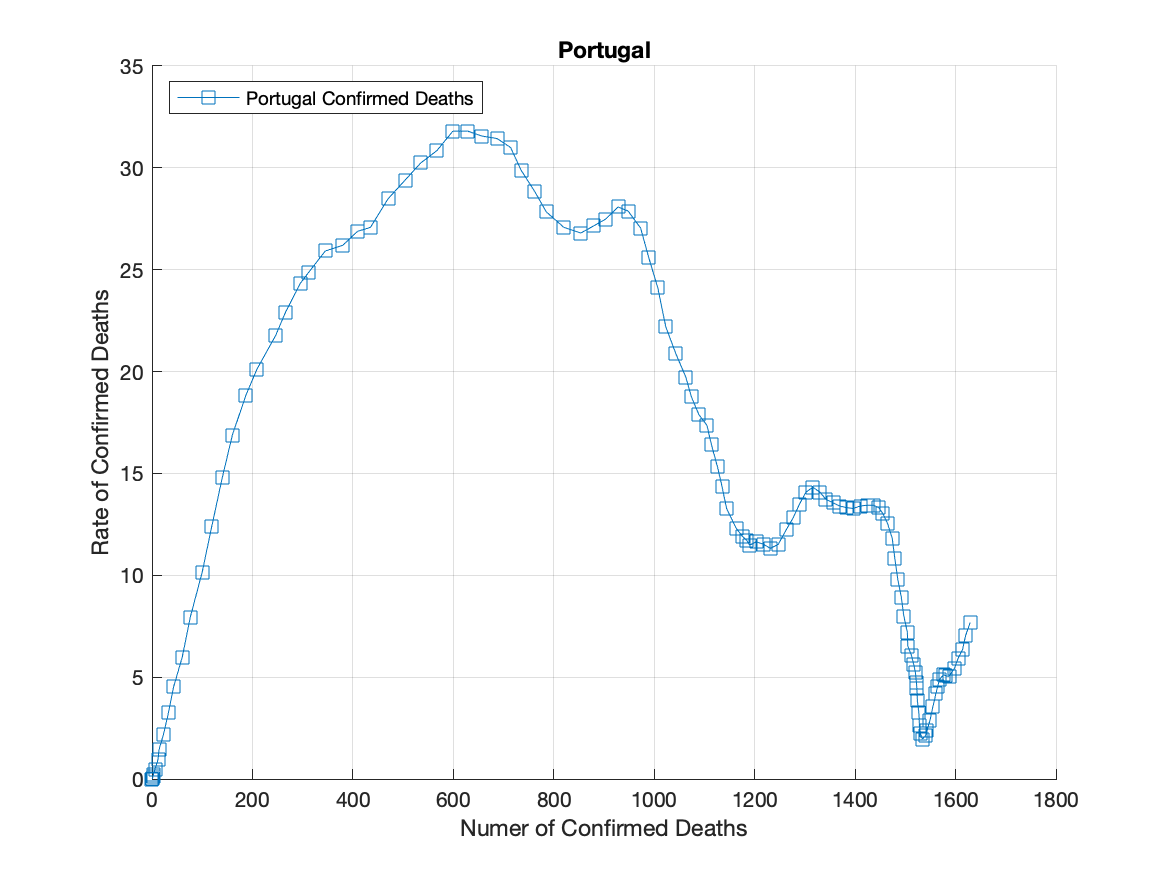 Portugal
Portugal Confirmed Deaths
35
30
25
20
15
10
5
0
Rate of Confirmed Deaths
0 200 400 600 800 1000 1200 1400 1600 1800
Numer of Confirmed Deaths